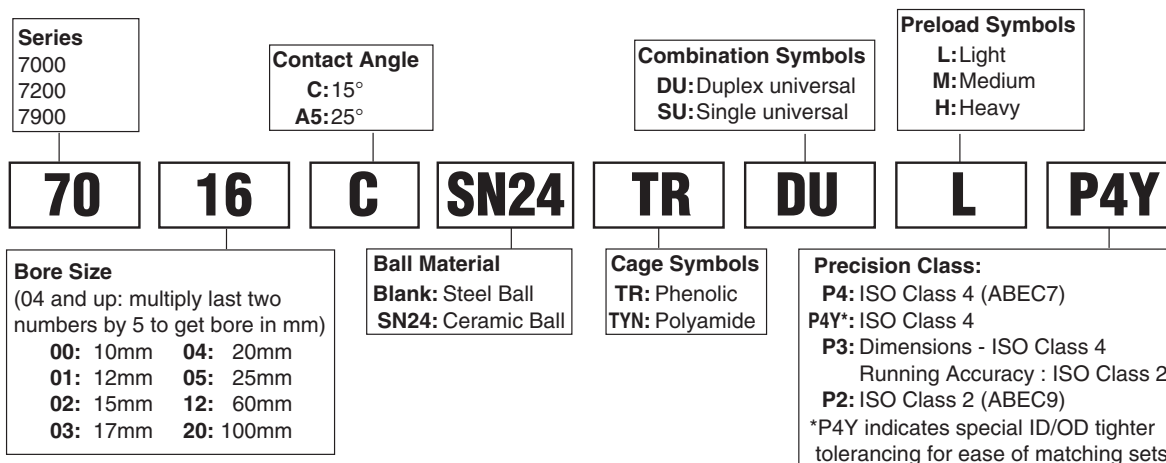 Series
7000
7200
7900
Contact Angle
C: 15°
A5: 25°
Combination Symbols
DU: Duplex universal
SU: Single universal
Preload Symbols
L: Light
M: Medium
H: Heavy
70 16 C SN24 TR DU L P4Y
Bore Size
(04 and up: multiply last two
numbers by 5 to get bore in mm)
00: 10mm 04: 20mm
01: 12mm 05: 25mm
02: 15mm 12: 60mm
03: 17mm 20: 100mm
Ball Material
Blank: Steel Ball
SN24: Ceramic Ball
Cage Symbols
TR: Phenolic
TYN: Polyamide
Precision Class:
P4: ISO Class 4 (ABEC7)
P4Y*: ISO Class 4
P3: Dimensions - ISO Class 4
Running Accuracy : ISO Class 2
P2: ISO Class 2 (ABEC9)
*P4Y indicates special ID/OD tighter
tolerancing for ease of matching sets